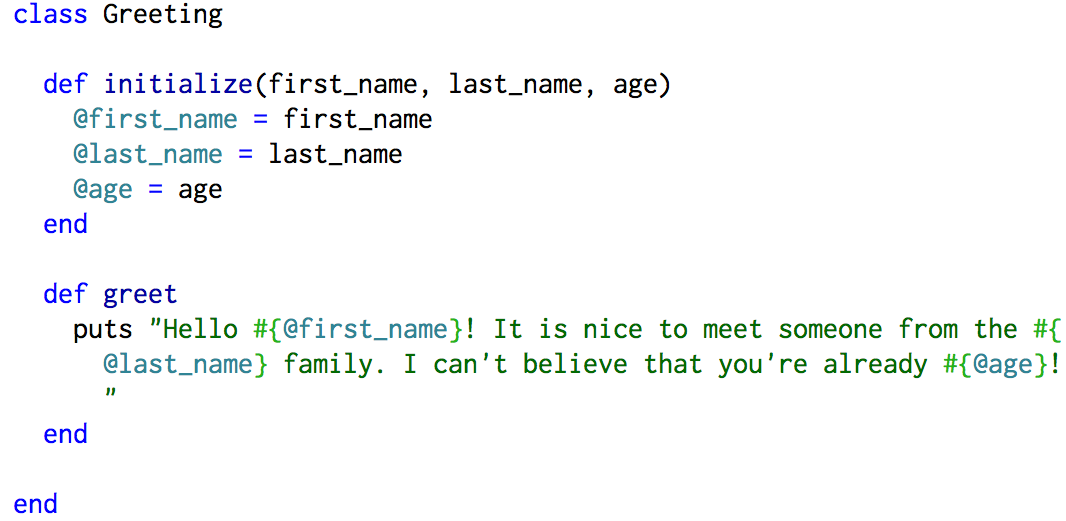 class Greeting
def initialize(first_name, last_name, age)
@first_name = first_name
@last_name = last_name
@age = age
end
def greet
puts "Hello #{@first_name}! It is nice to meet someone from the #{
@last_name} family. I can't believe that you're already #{@age}!
"
end
end